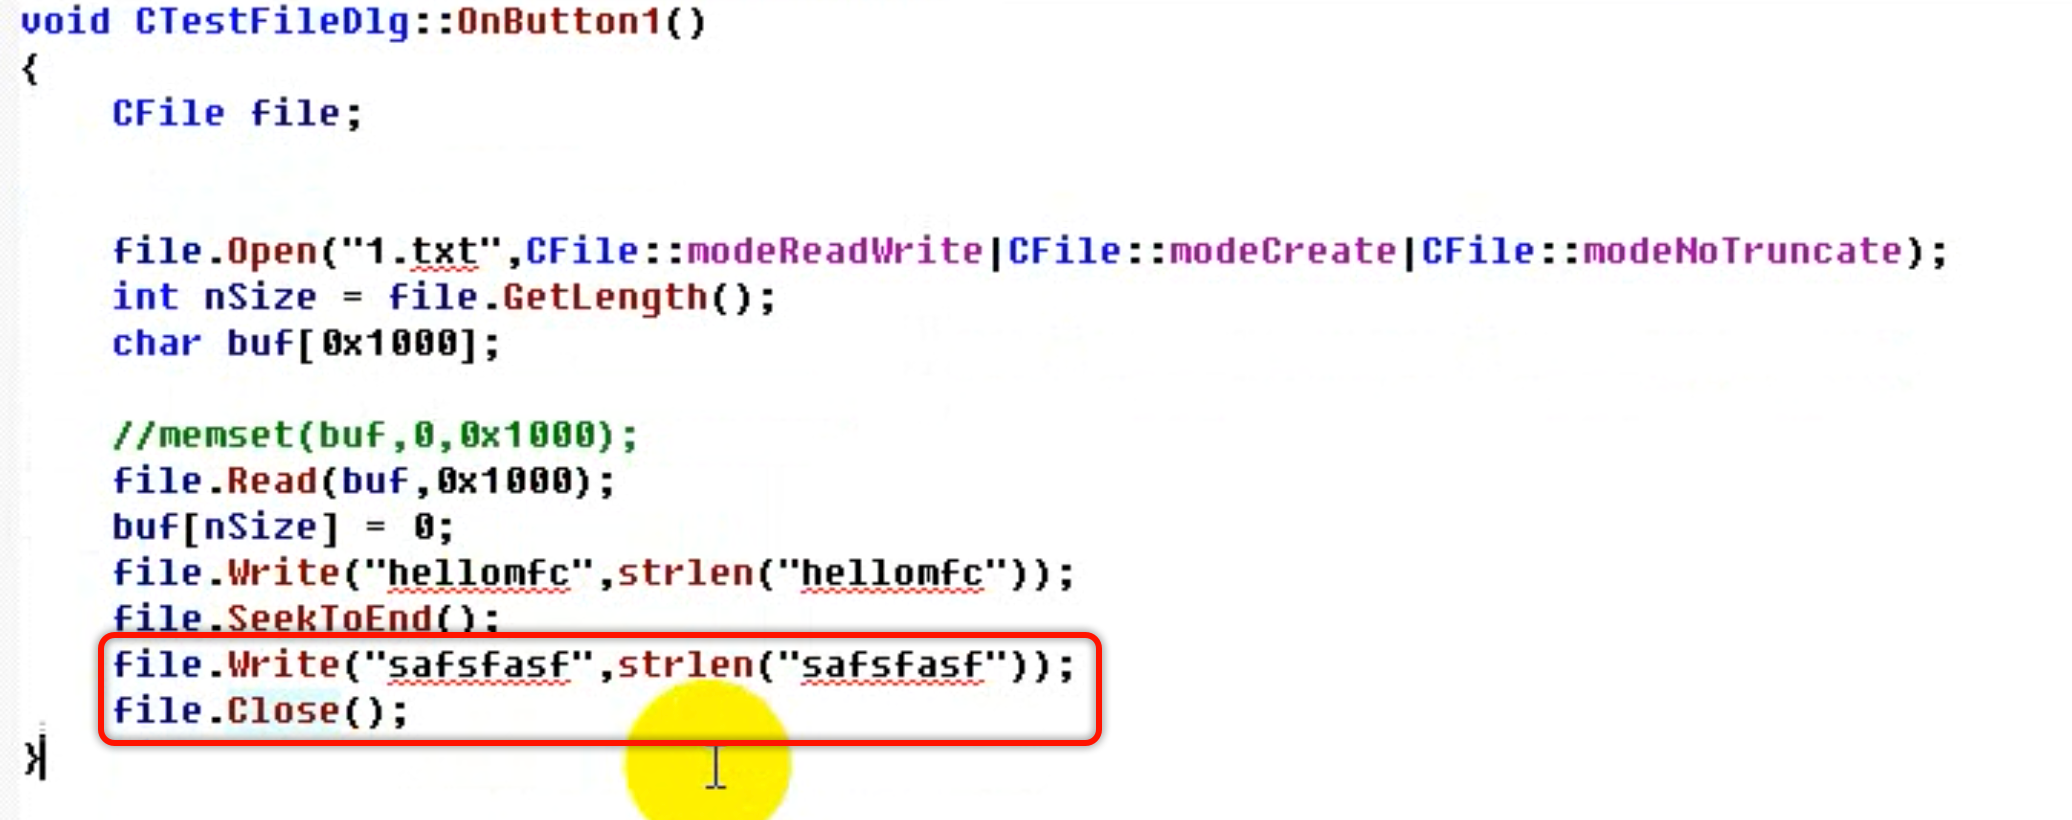 void CTestFileDlg::OnButton1()
{
CFile file;
file.Open("1.txt",CFile::modeReadWrite|CFile::modeCreate|CFile::modeNoTruncate);
int nSize = file.GetLength();
char buf[0x1000];
//memset(buf,0,0x1000);
file.Read(buf,0x1000);
buf[nSize] = 0;
file.Write("hellomfc",strlen("hellomfc"));
file.SeekToEnd();
file.Write("safsfasf",strlen("safsfasf"));
file.Close();
}